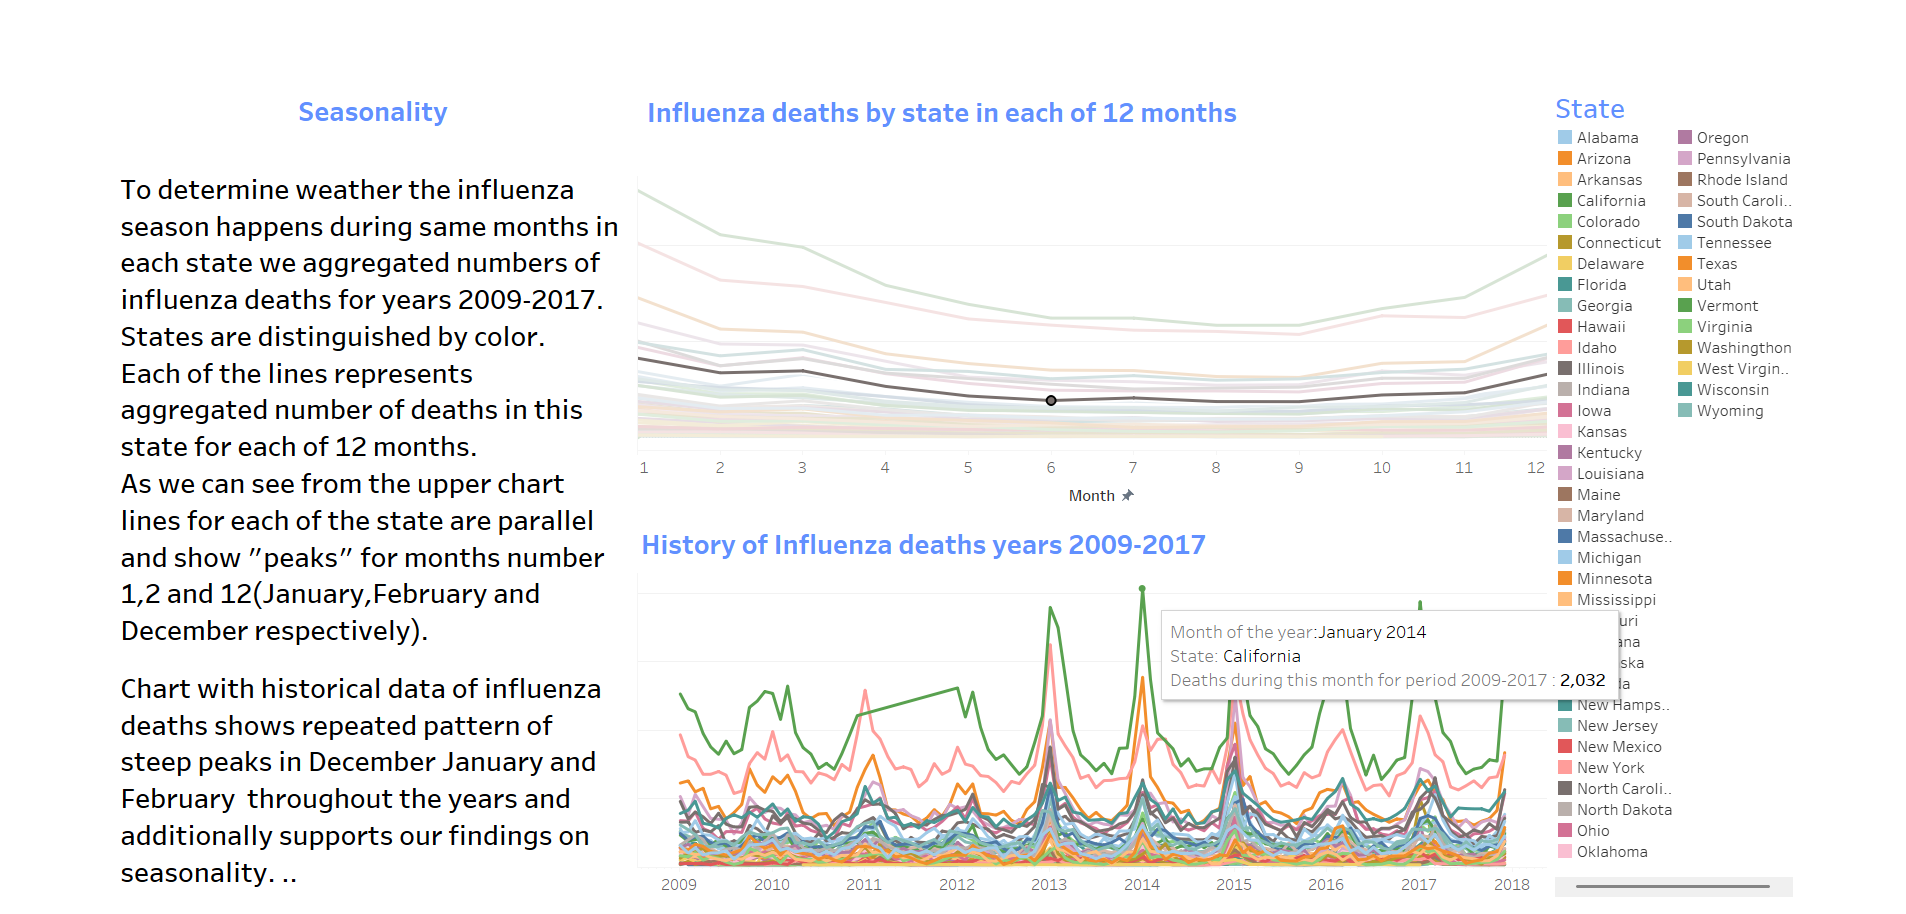 Seasonality
To determine weather the influenza
season happens during same months in
each state we aggregated numbers of
influenza deaths for years 2009-2017.
States are distinguished by color.
Each of the lines represents
aggregated number of deaths in this
state for each of 12 months.
As we can see from the upper chart
lines for each of the state are parallel
and show ”peaks” for months number
1,2 and 12(January,February and
December respectively).
Chart with historical data of influenza
deaths shows repeated pattern of
steep peaks in December January and
February  throughout the years and
additionally supports our findings on
seasonality. ..
Influenza deaths by state in each of 12 months
1 2 3 4 5 6 7 8 9 10 11 12
Month
History of Influenza deaths years 2009-2017
Month of the year:January 2014
State: California
Deaths during this month for period 2009-2017 : 2,032
2009 2010 2011 2012 2013 2014 2015 2016 2017 2018
State
Alabama
Arizona
Arkansas
California
Colorado
Connecticut
Delaware
Florida
Georgia
Hawaii
Idaho
Illinois
Indiana
Iowa
Kansas
Kentucky
Louisiana
Maine
Maryland
Massachuse..
Michigan
Minnesota
Mississippi
uri
ana
ska
da
New Hamps..
New Jersey
New Mexico
New York
North Caroli..
North Dakota
Ohio
Oklahoma
Oregon
Pennsylvania
Rhode Island
South Caroli..
South Dakota
Tennessee
Texas
Utah
Vermont
Virginia
Washingthon
West Virgin..
Wisconsin
Wyoming